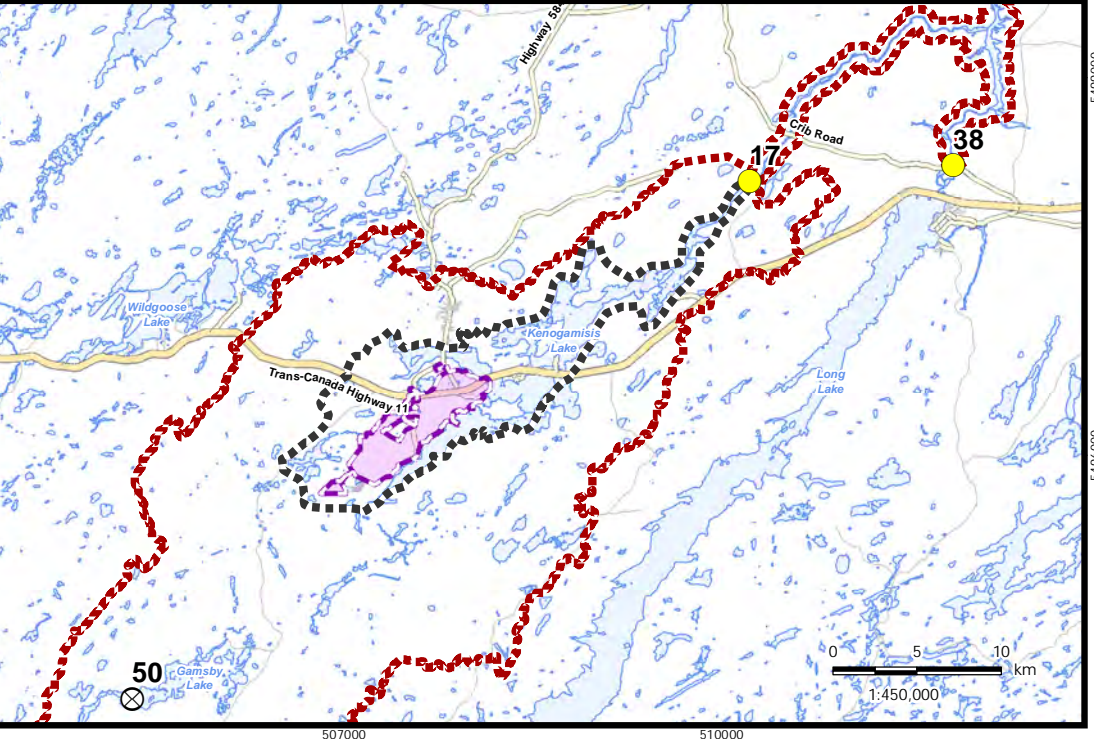 Highway 584
Crib Road
38
17
Wildgoose
Lake
Kenogamisis
Lake
Trans-Canada Highway 11
Long
Lake
50
Gamsby
Lake
0 5 10
km
1:450,000
507000 510000